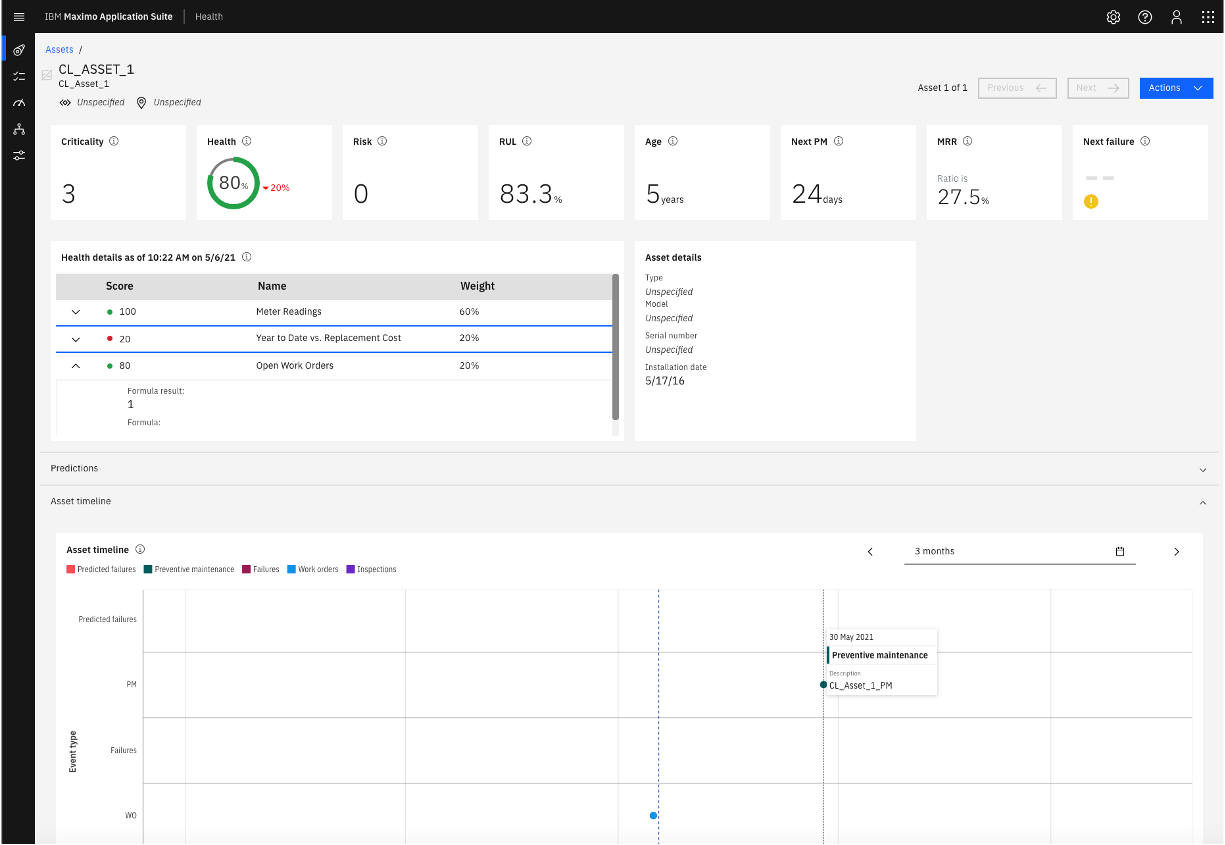 IBM Maximo Application Suite | Health
Assets /
CL_ASSET_1
CL_Asset_1
Unspecified Unspecified
Asset 1 of 1 Previous Next Actions
Criticality Health Risk RUL Age Next PM MRR Next failure
Ratio is
3 80% 20% 0 83.3% 5years 24days 27.5% -- 
Health details as of 10:22 AM on 5/6/21
Score Name Weight
100 Meter Readings 60%
20 Year to Date vs. Replacement Cost 20%
80 Open Work Orders 20%
Formula result:
1
Formula:
Asset details
Type
Unspecified
Model
Unspecified
Serial number
Unspecified
Installation date
5/17/16
Predictions
Asset timeline
Asset timeline
3 months
Predicted failures Preventive maintenance Failures Work orders Inspections
Predicted failures
30 May 2021
Preventive maintenance
Description
CL_Asset_1_PM
PM
Event type
Failures
WO